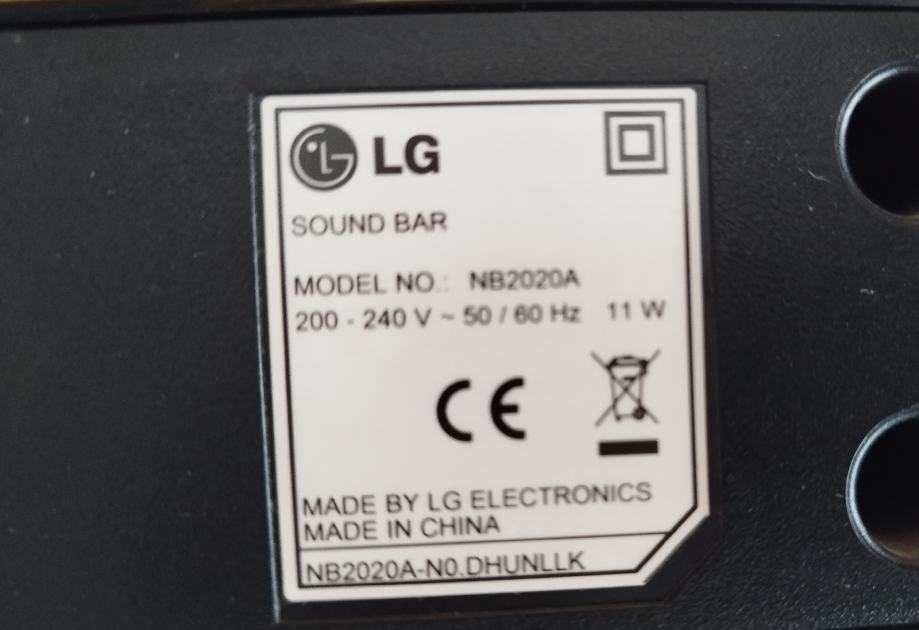 LG
SOUND BAR
MODEL NO.: NB2020A
200 - 240 V ~ 50 / 60 Hz 11 W
CE
MADE BY LG ELECTRONICS
MADE IN CHINA
NB2020A-N0.DHUNLLK